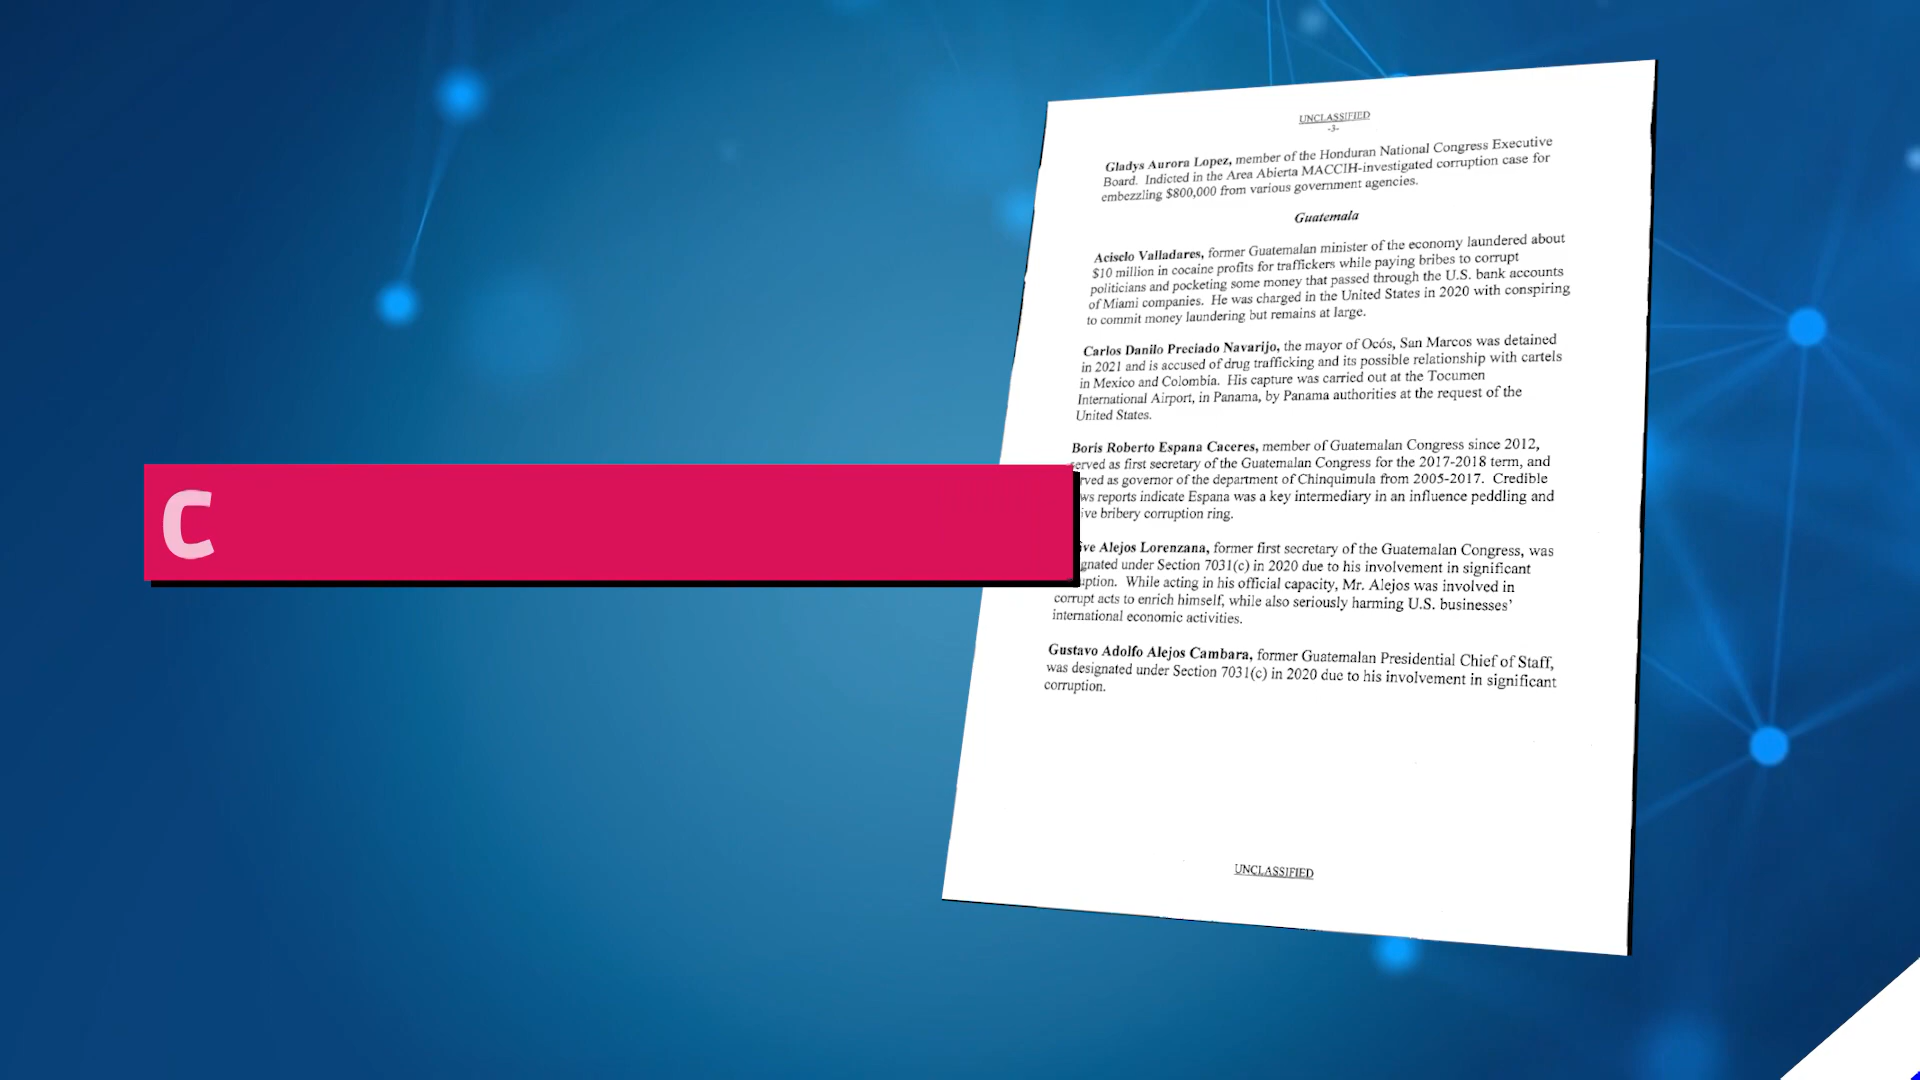 C
UNCLASSIFIED
-3-
Gladys Aurora Lopez, member of the Honduran National Congress Executive
Board. Indicted in the Area Abierta MACCIH-investigated corruption case for
embezzling $800,000 from various government agencies.
Guatemala
Acisclo Valladares, former Guatemalan minister of the economy laundered about
$10 million in cocaine profits for traffickers while paying bribes to corrupt
politicians and pocketing some money that passed through the U.S. bank accounts
of Miami companies. He was charged in the United States in 2020 with conspiring
to commit money laundering but remains at large.
Carlos Danilo Preciado Navarijo, the mayor of Ocós, San Marcos was detained
in 2021 and is accused of drug trafficking and its possible relationship with cartels
in Mexico and Colombia. His capture was carried out at the Tocumen
International Airport, in Panama, by Panama authorities at the request of the
United States.
Boris Roberto Espana Caceres, member of Guatemalan Congress since 2012,
served as first secretary of the Guatemalan Congress for the 2017-2018 term, and
as governor of the department of Chinquimula from 2005-2017. Credible
reports indicate Espana was a key intermediary in an influence peddling and
bribery corruption ring.
Alejos Lorenzana, former first secretary of the Guatemalan Congress, was
under Section 7031(c) in 2020 due to his involvement in significant
While acting in his official capacity, Mr. Alejos was involved in
corrupt acts to enrich himself, while also seriously harming U.S. businesses'
international economic activities.
Gustavo Adolfo Alejos Cambara, former Guatemalan Presidential Chief of Staff,
was designated under Section 7031(c) in 2020 due to his involvement in significant
corruption.
UNCLASSIFIED